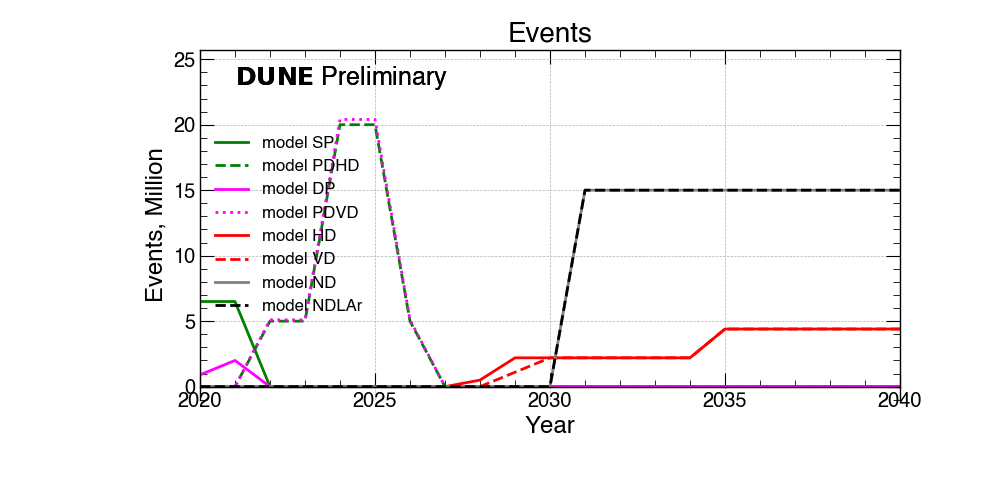 Events
DUNE Preliminary
Events, Million
25
20
15
10
5
0
model SP
model PDHD
model DP
model PDVD
model HD
model VD
model ND
model NDLAr
2020
2025
2030
2035
2040
Year